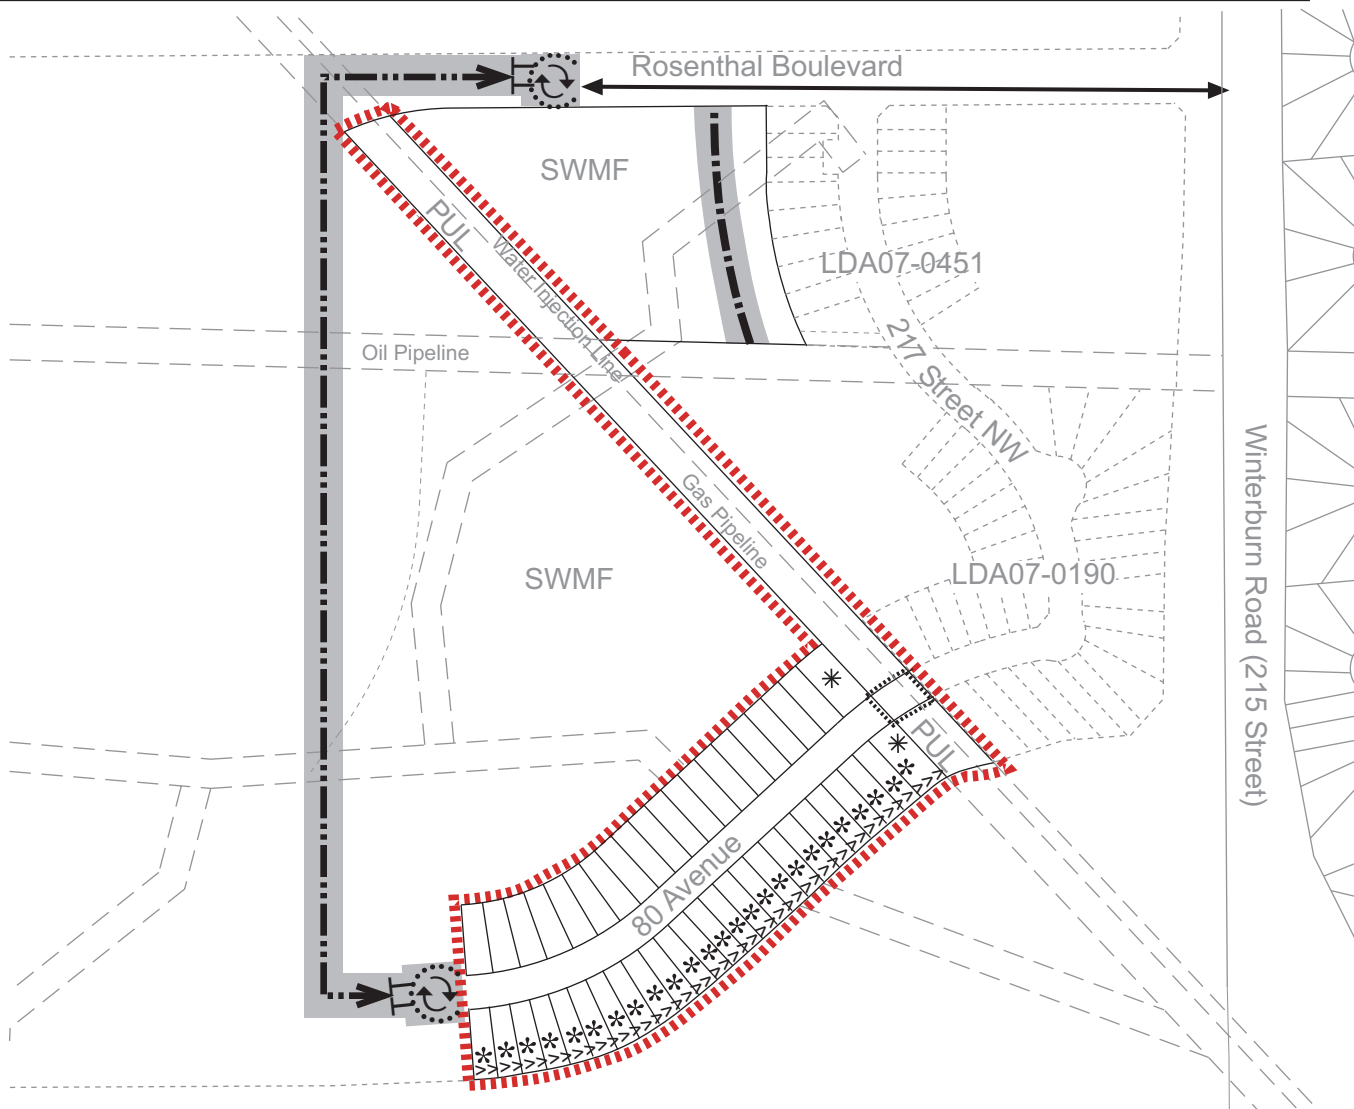 Rosenthal Boulevard
SWMF
PUL
Water Injection Line
LDA07-0451
217 Street NW
Oil Pipeline
Gas Pipeline
SWMF
LDA07-0190
Winterburn Road (215 Street)
PUL
80 Avenue